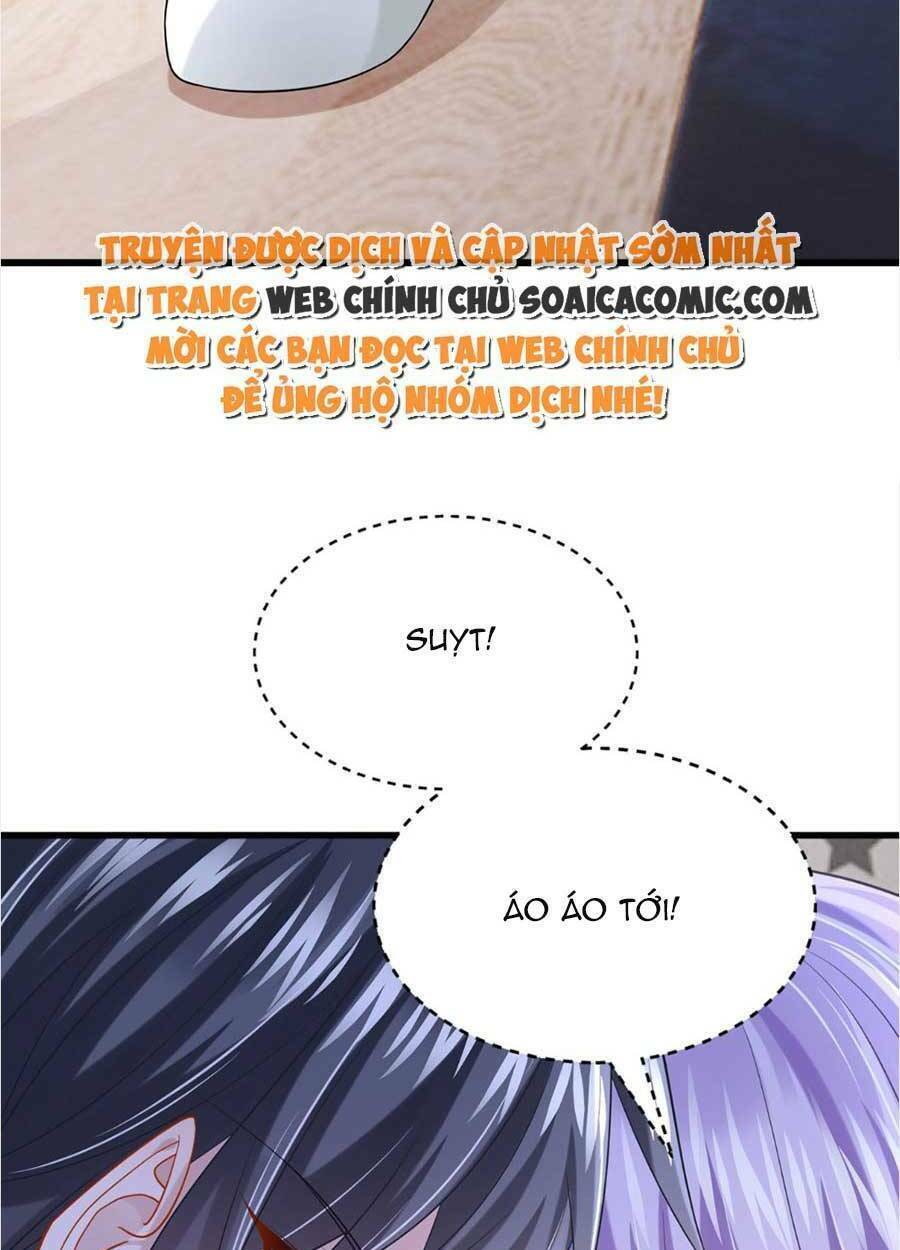 TRUYỆN ĐƯỢC DỊCH VÀ CẬP NHẬT SỚM NHẤT
TẠI TRANG WEB CHÍNH CHỦ SOAICACOMIC.COM
MỜI CÁC BẠN ĐỌC TẠI WEB CHÍNH CHỦ
ĐỂ ỦNG HỘ NHÓM DỊCH NHÉ!
SUỴT!
ÁO ÁO TỚI!